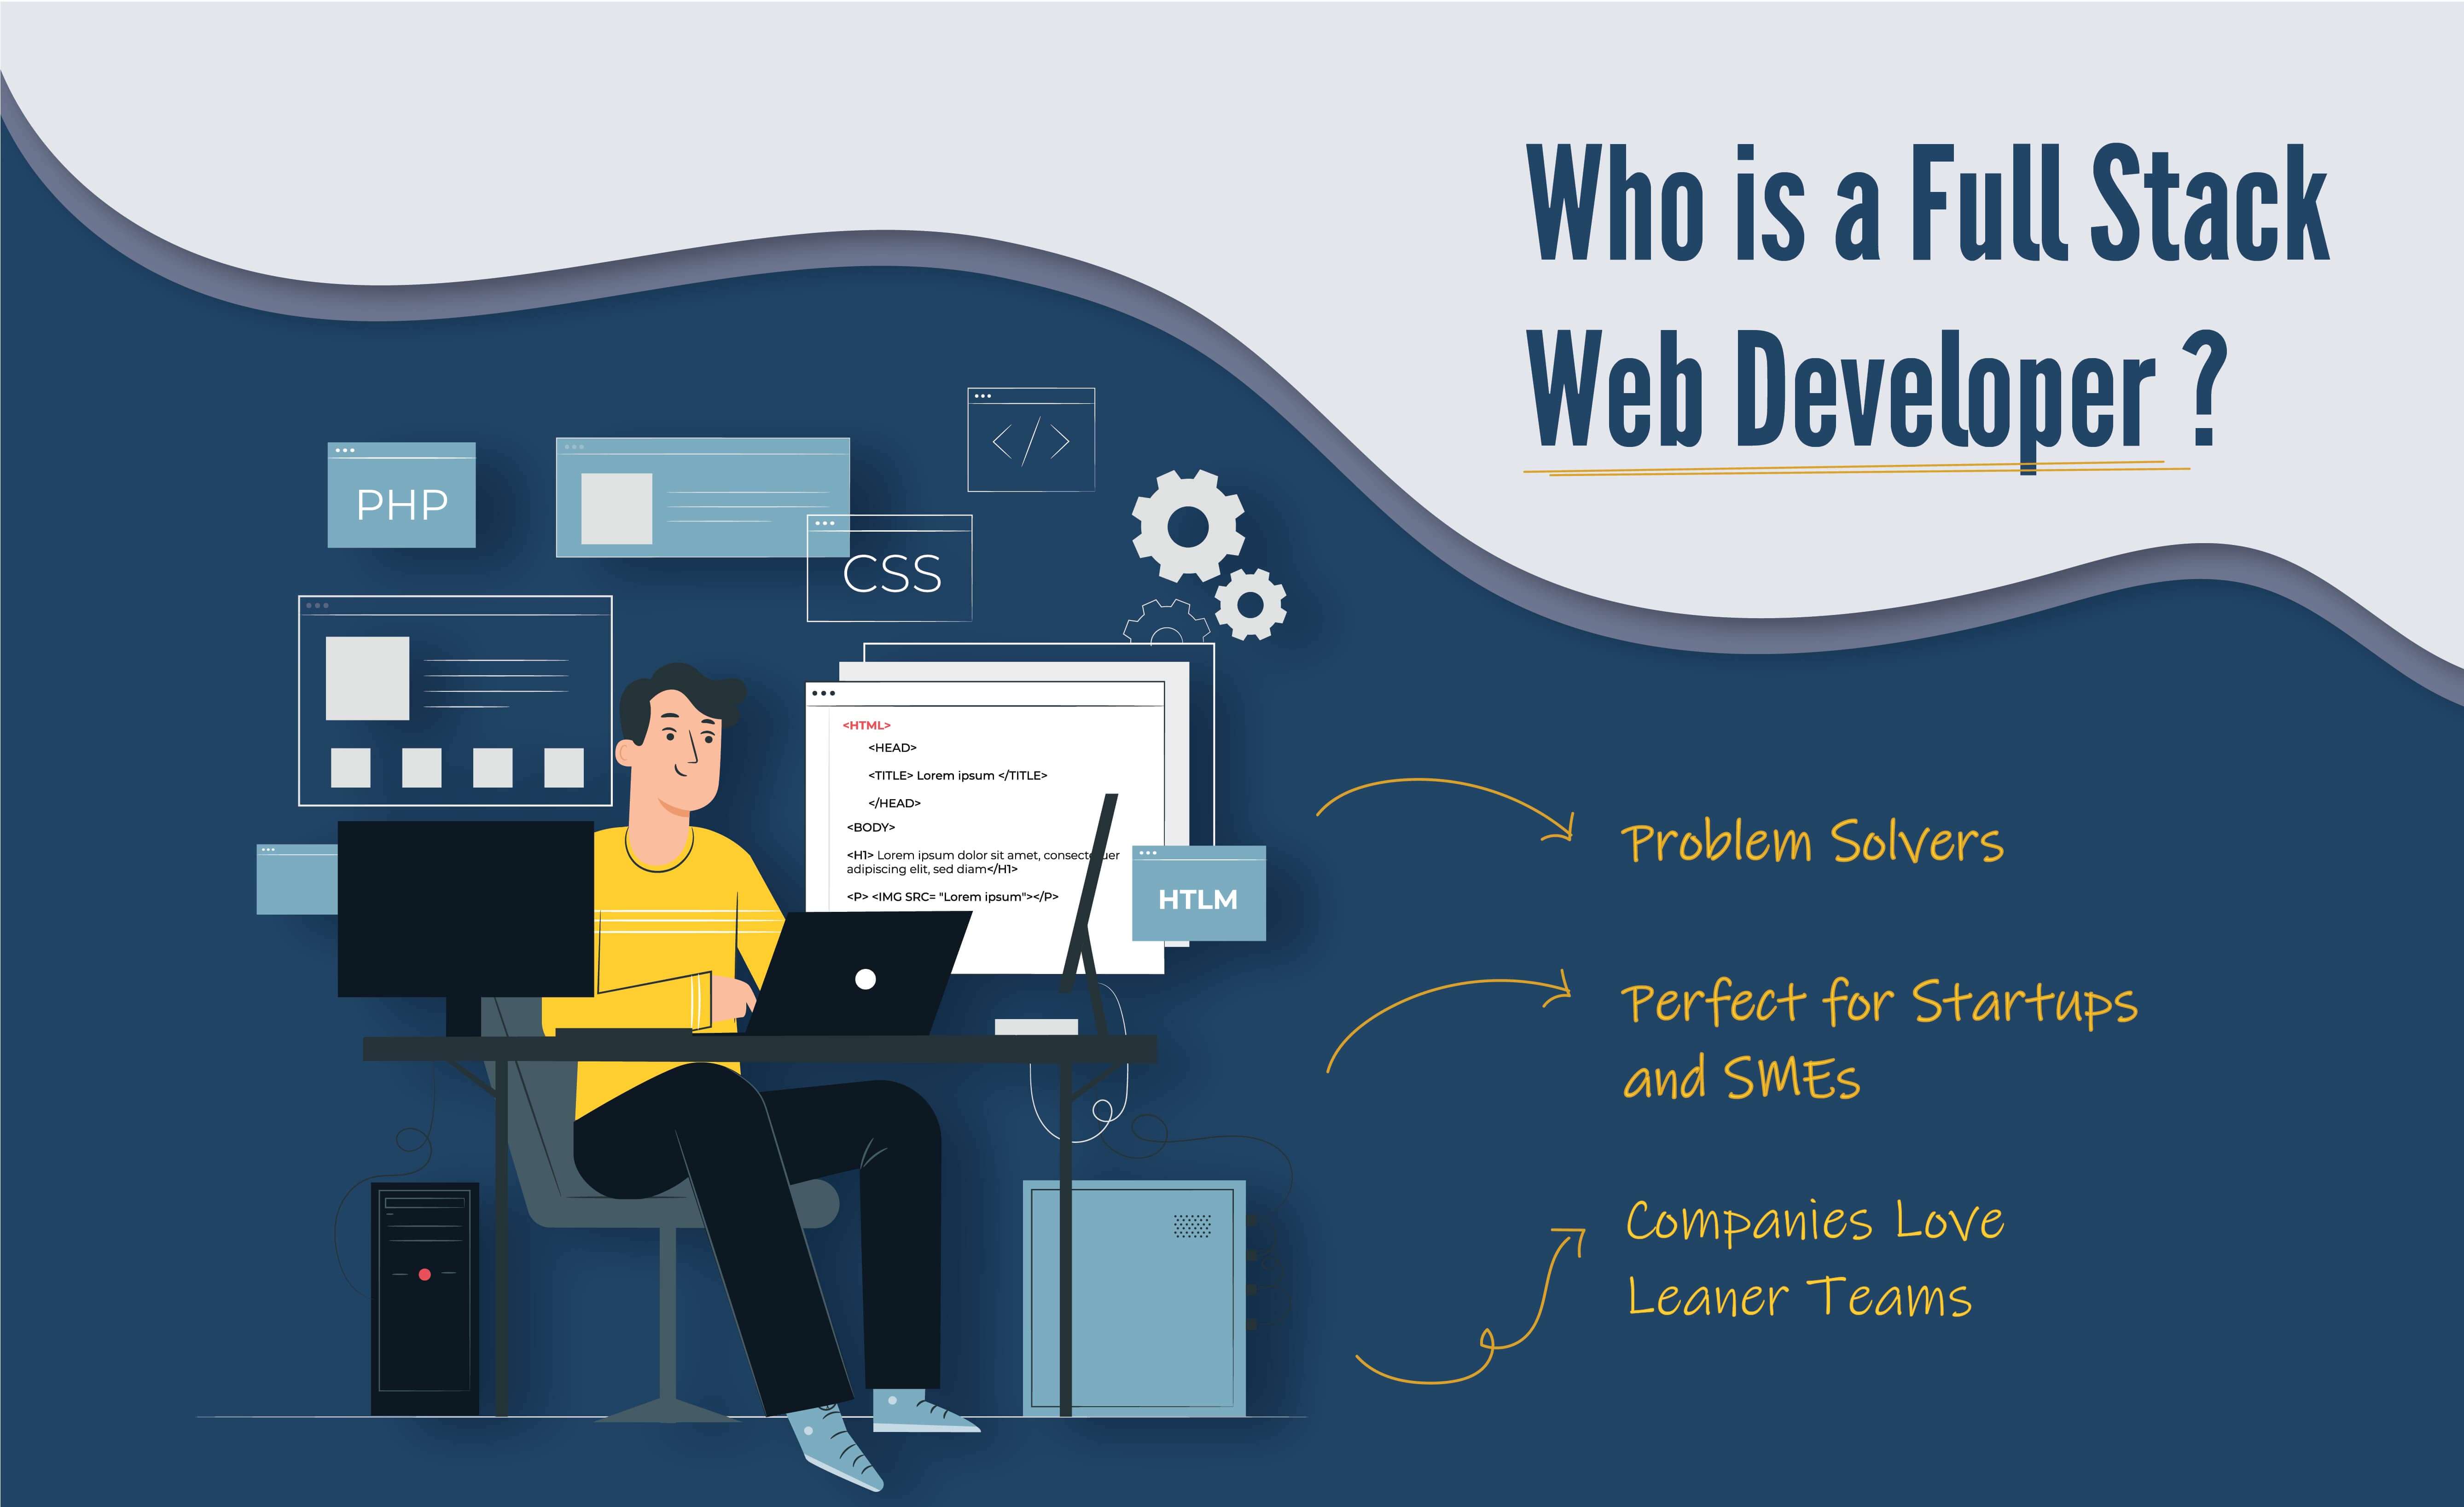 Who is a Full Stack
Web Developer ?
PHP
</>
CSS
<HTML>
<HEAD>
<TITLE> Lorem ipsum </TITLE>
</HEAD>
<BODY>
<H1> Lorem ipsum dolor sit amet, consectetuer
adipiscing elit, sed diam</H1>
<P> <IMG SRC= "Lorem ipsum"></P>
HTLM
Problem Solvers
Perfect for Startups
and SMEs
Companies Love
Leaner Teams